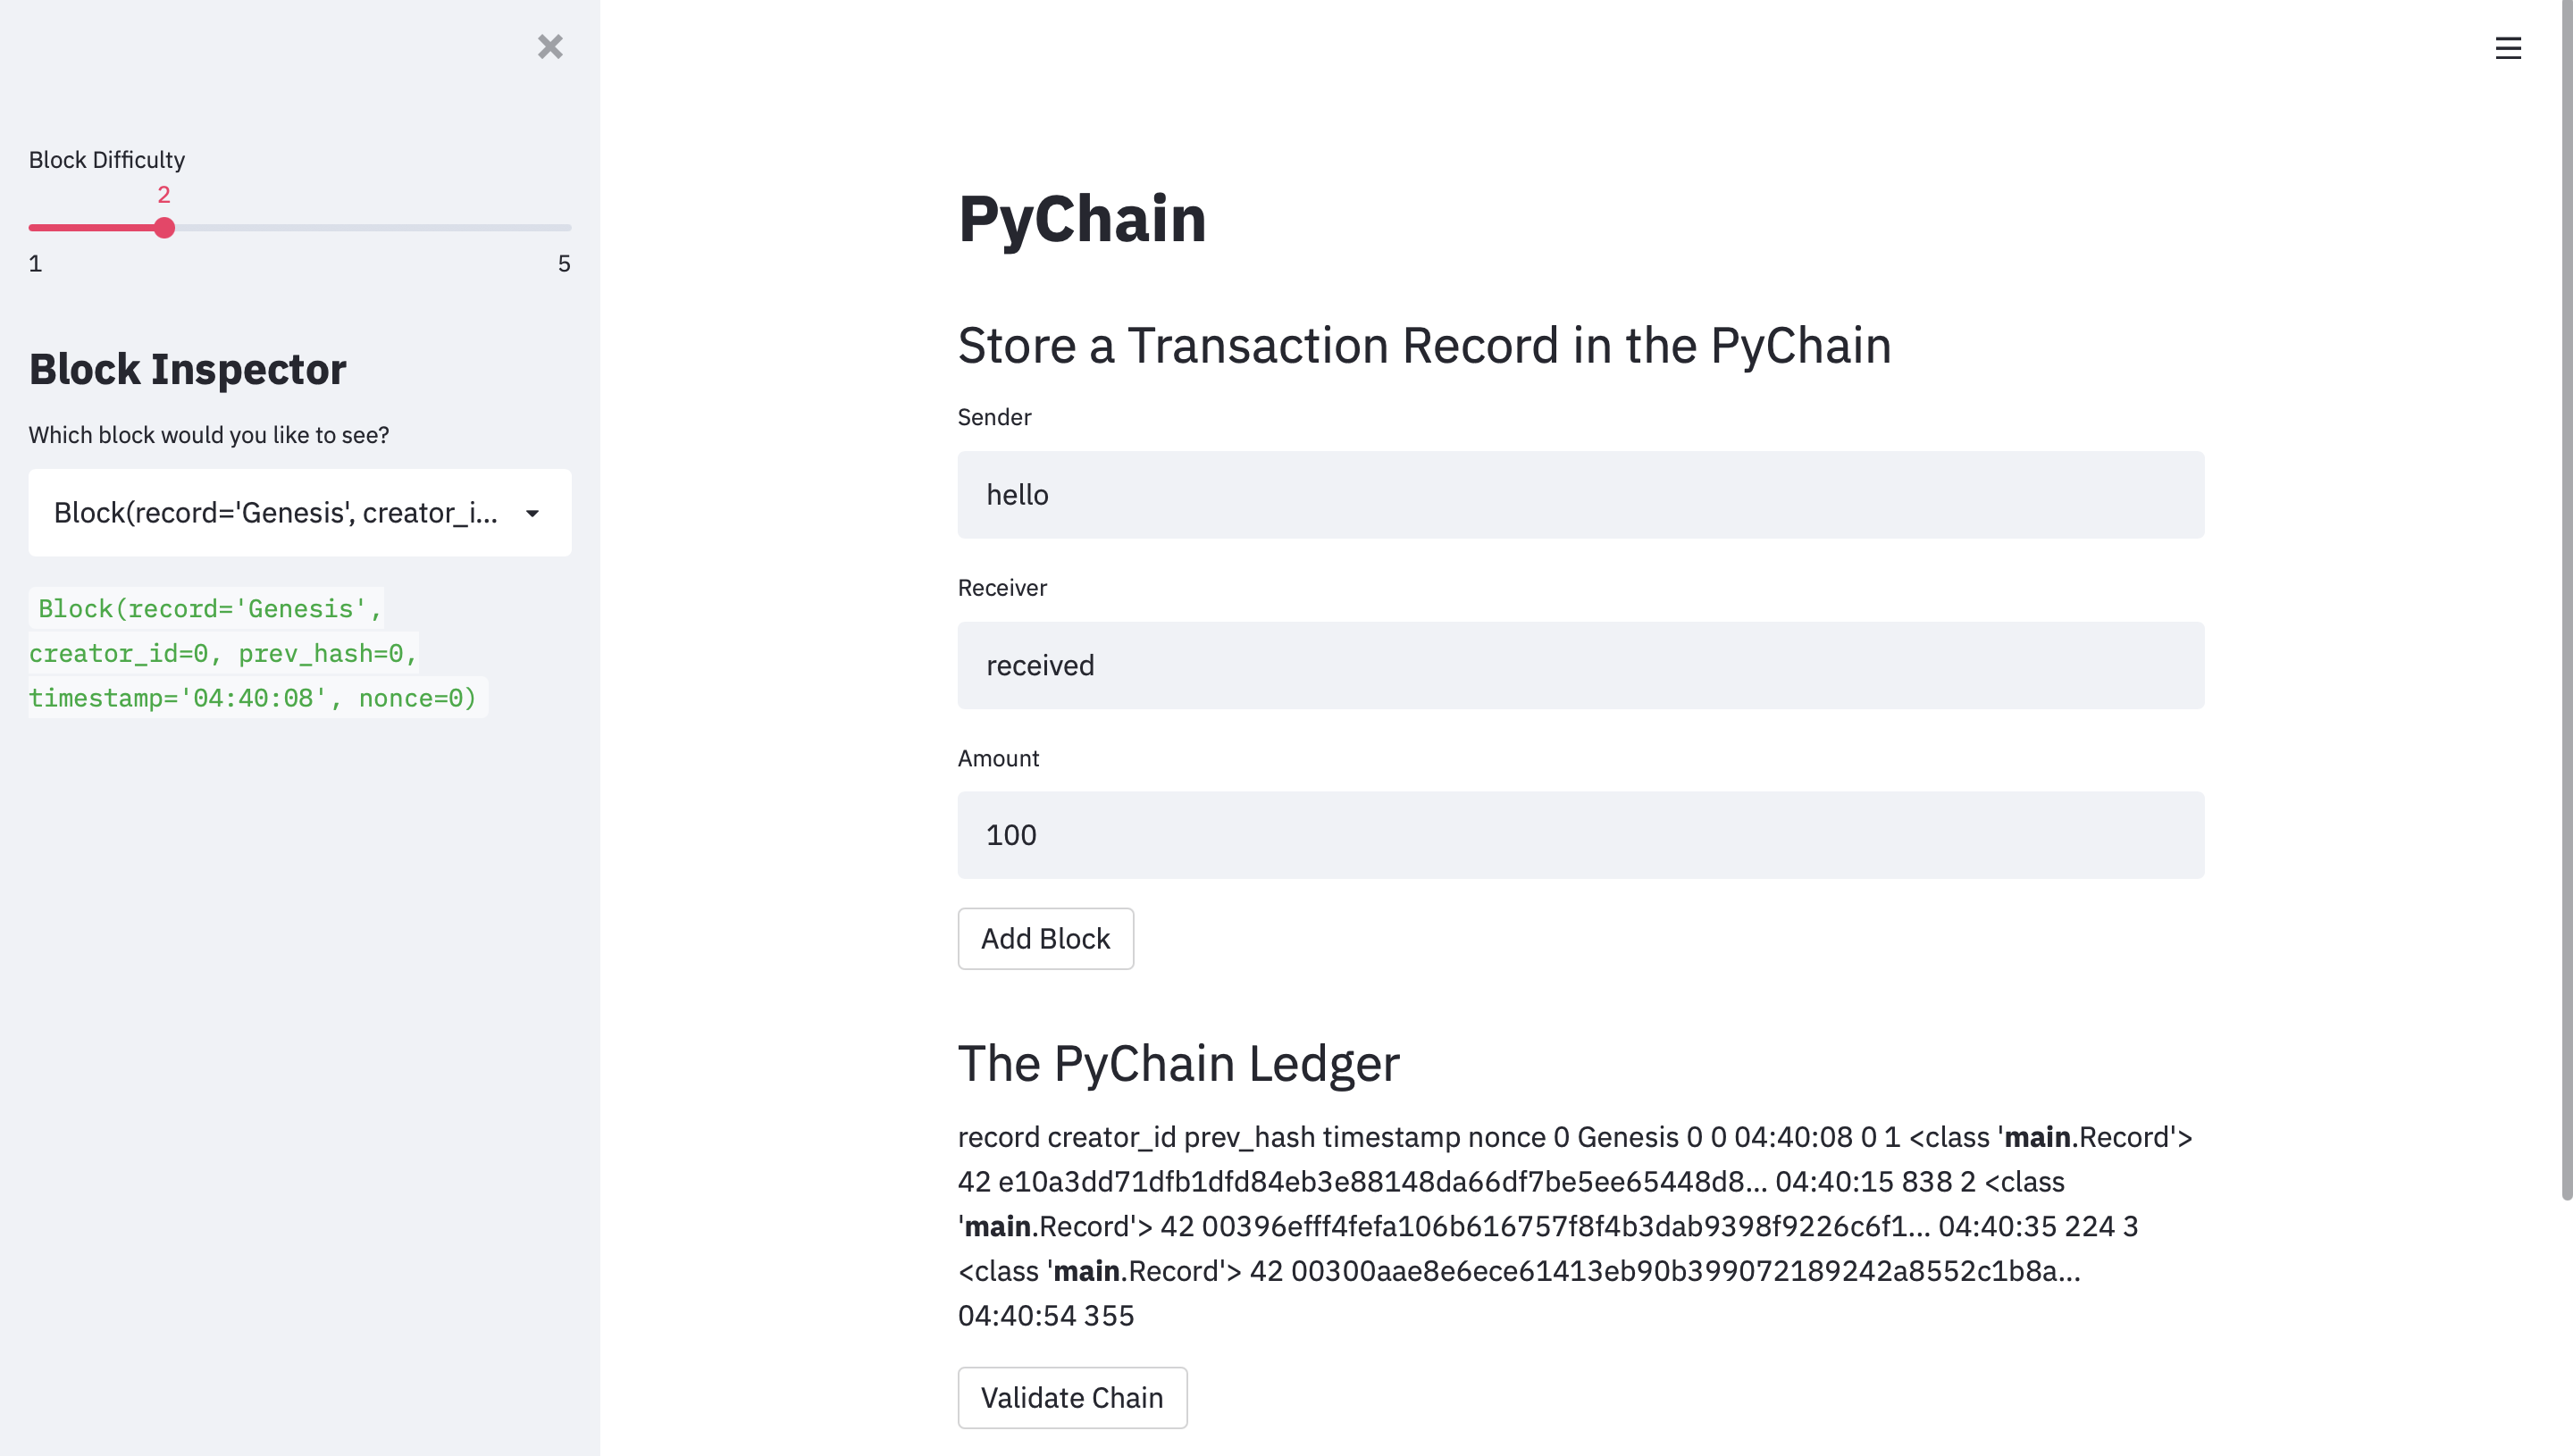 Block Difficulty
2
1
5
Block Inspector
Which block would you like to see?
Block(record='Genesis', creator_i...
Block(record='Genesis',
creator_id=0, prev_hash=0,
timestamp='04:40:08', nonce=0)
PyChain
Store a Transaction Record in the PyChain
Sender
hello
Receiver
received
Amount
100
Add Block
The PyChain Ledger
record creator_id prev_hash timestamp nonce 0 Genesis 0 0 04:40:08 0 1 <class 'main.Record'>
42 e10a3dd71dfb1dfd84eb3e88148da66df7be5ee65448d8... 04:40:15 838 2 <class
'main.Record'> 42 00396efff4fefa106b616757f8f4b3dab9398f9226c6f1... 04:40:35 224 3
<class 'main.Record'> 42 00300aae8e6ece61413eb90b399072189242a8552c1b8a...
04:40:54 355
Validate Chain